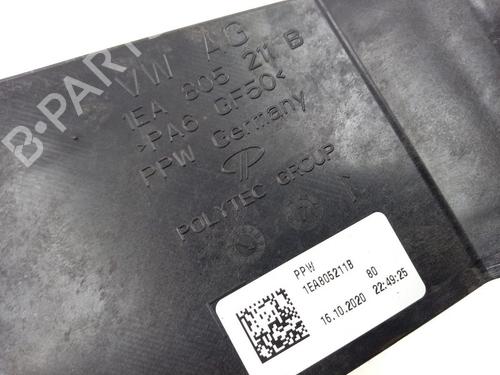 B-PARTS
VW AG
1EA 805 211 B
>PA6 GF50<
PPW Germany
POLYTEC GROUP
PPW
1EA805211B 80
16.10.2020 22:49:25